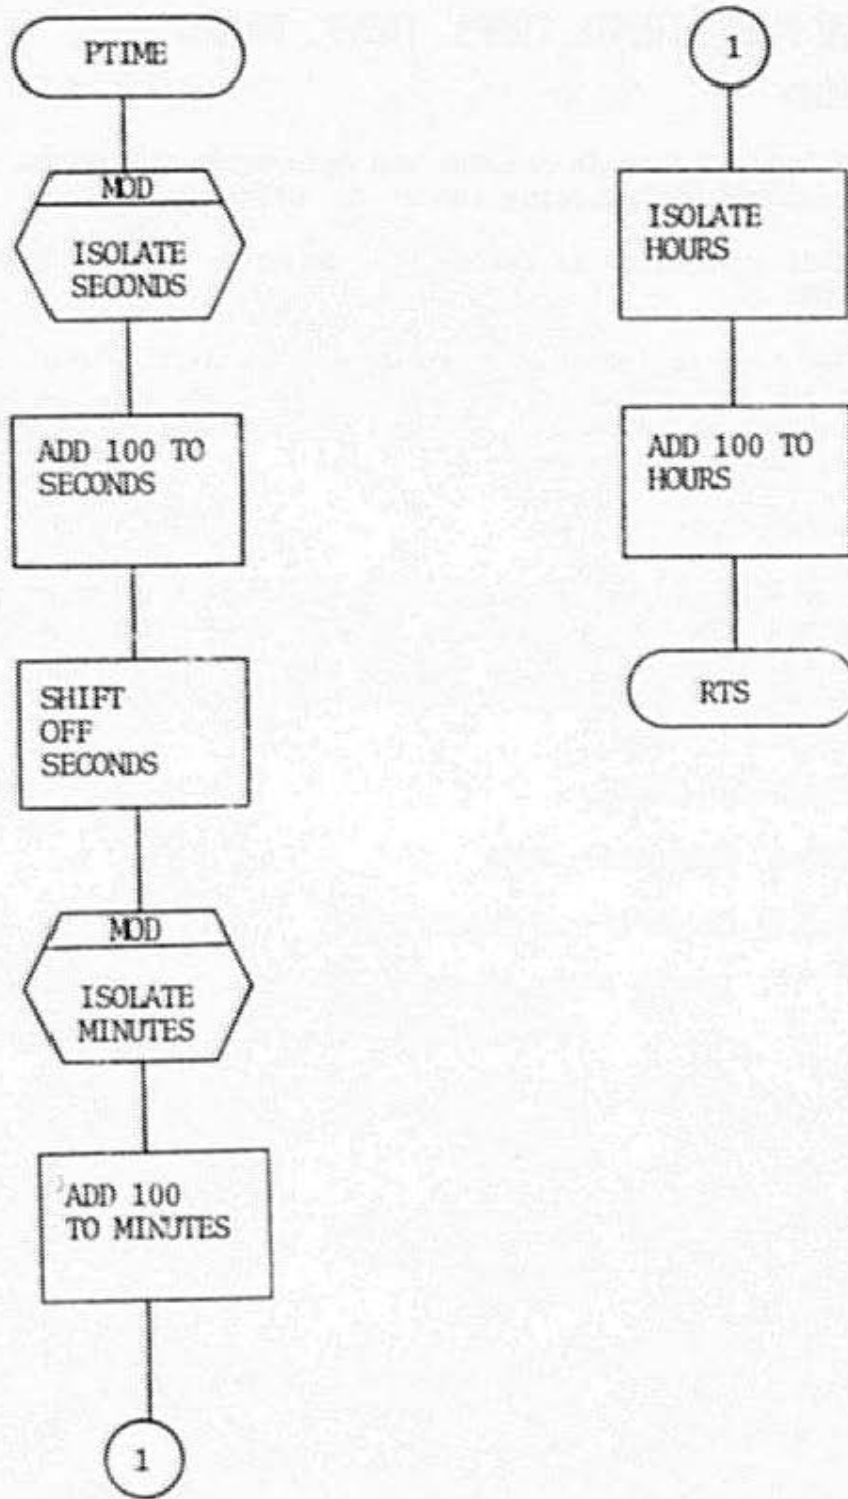 PTIME
MOD
ISOLATE
SECONDS
ADD 100 TO
SECONDS
SHIFT
OFF
SECONDS
MOD
ISOLATE
MINUTES
ADD 100
TO MINUTES
1
1
ISOLATE
HOURS
ADD 100 TO
HOURS
RTS